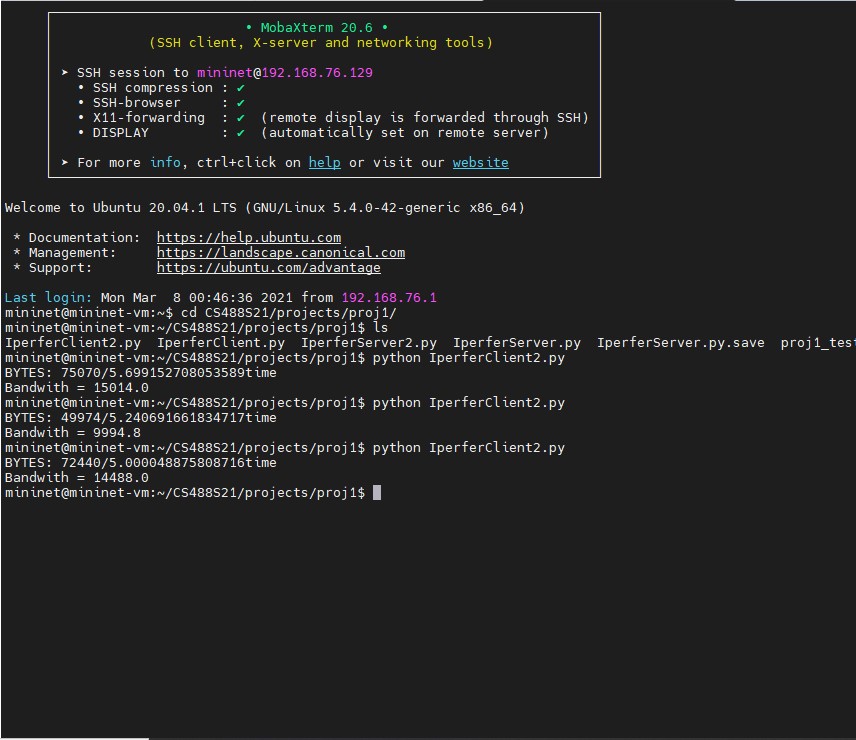 • MobaXterm 20.6 •
(SSH client, X-server and networking tools)
➤ SSH session to mininet@192.168.76.129
• SSH compression : ✔
• SSH-browser     : ✔
• X11-forwarding  : ✔  (remote display is forwarded through SSH)
• DISPLAY         : ✔  (automatically set on remote server)
➤ For more info, ctrl+click on help or visit our website
Welcome to Ubuntu 20.04.1 LTS (GNU/Linux 5.4.0-42-generic x86_64)
* Documentation:  https://help.ubuntu.com
* Management:     https://landscape.canonical.com
* Support:        https://ubuntu.com/advantage
Last login: Mon Mar  8 00:46:36 2021 from 192.168.76.1
mininet@mininet-vm:~$ cd CS488S21/projects/proj1/
mininet@mininet-vm:~/CS488S21/projects/proj1$ ls
IperferClient2.py  IperferClient.py  IperferServer2.py  IperferServer.py  IperferServer.py.save  proj1_test
mininet@mininet-vm:~/CS488S21/projects/proj1$ python IperferClient2.py
BYTES: 75070/5.699152708053589time
Bandwith = 15014.0
mininet@mininet-vm:~/CS488S21/projects/proj1$ python IperferClient2.py
BYTES: 49974/5.240691661834717time
Bandwith = 9994.8
mininet@mininet-vm:~/CS488S21/projects/proj1$ python IperferClient2.py
BYTES: 72440/5.000048875808716time
Bandwith = 14488.0
mininet@mininet-vm:~/CS488S21/projects/proj1$